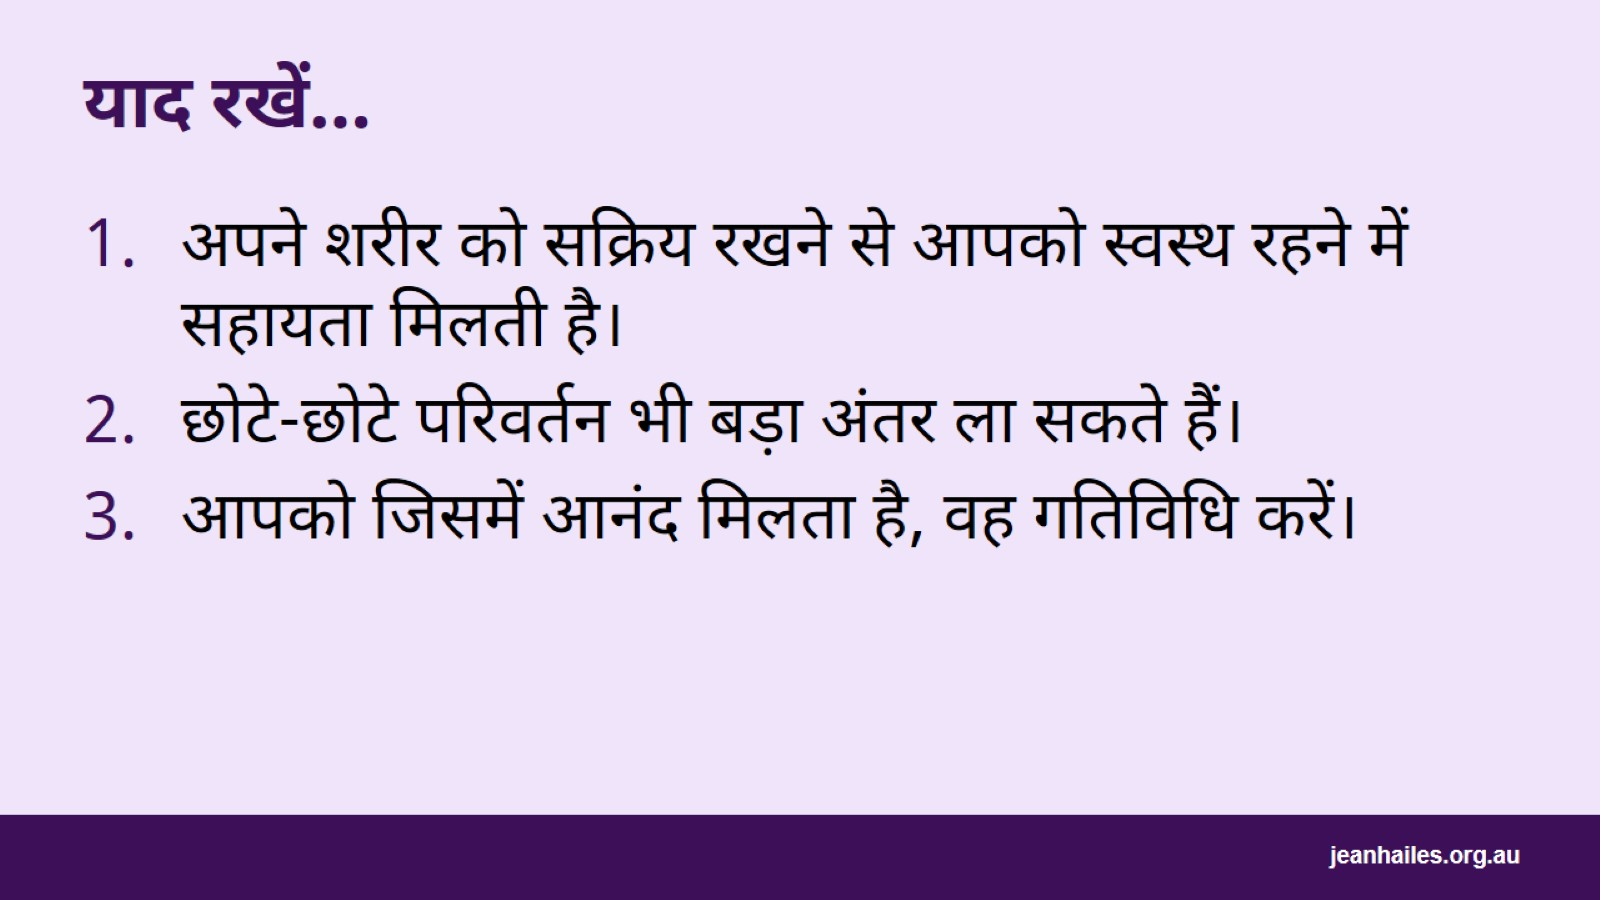 याद रखें...
1. अपने शरीर को सक्रिय रखने से आपको स्वस्थ रहने में
सहायता मिलती है।
2. छोटे-छोटे परिवर्तन भी बड़ा अंतर ला सकते हैं।
3. आपको जिसमें आनंद मिलता है, वह गतिविधि करें।
jeanhailes.org.au